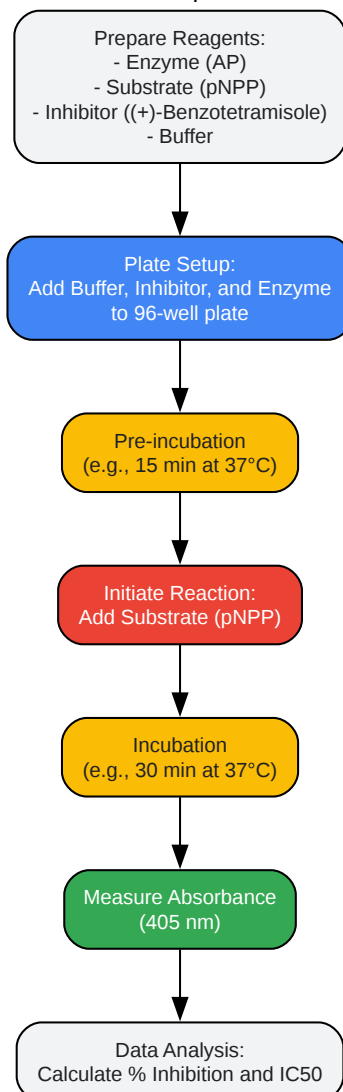 Prepare Reagents:
- Enzyme (AP)
- Substrate (pNPP)
- Inhibitor ((+)-Benzotetramisole)
- Buffer
Plate Setup:
Add Buffer, Inhibitor, and Enzyme
to 96-well plate
Pre-incubation
(e.g., 15 min at 37°C)
Initiate Reaction:
Add Substrate (pNPP)
Incubation
(e.g., 30 min at 37°C)
Measure Absorbance
(405 nm)
Data Analysis:
Calculate % Inhibition and IC50